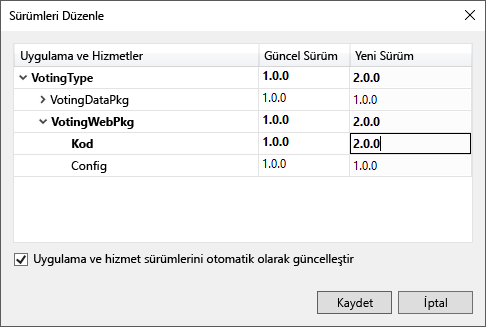 Sürümleri Düzenle
Uygulama ve Hizmetler Güncel Sürüm Yeni Sürüm
VotingType 1.0.0 2.0.0
VotingDataPkg 1.0.0 1.0.0
VotingWebPkg 1.0.0 2.0.0
Kod 1.0.0 2.0.0
Config 1.0.0 1.0.0
Uygulama ve hizmet sürümlerini otomatik olarak güncelleştir
Kaydet İptal